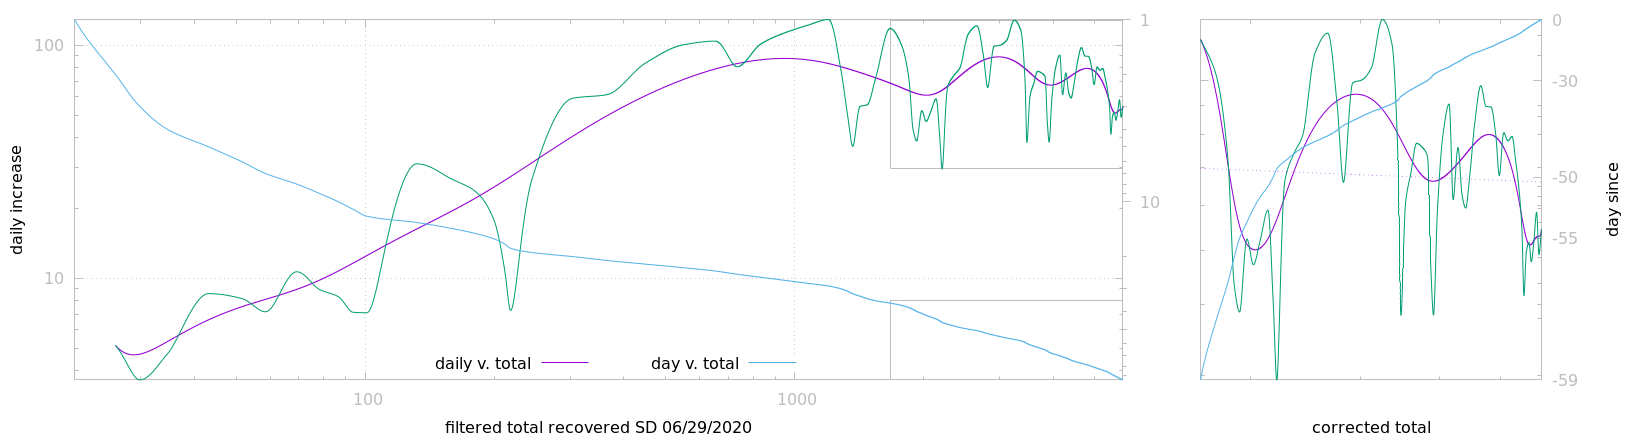 100
10
daily increase
100
1000
filtered total recovered SD 06/29/2020
daily v. total
day v. total
1
10
0
-30
-50
-55
-59
day since
corrected total